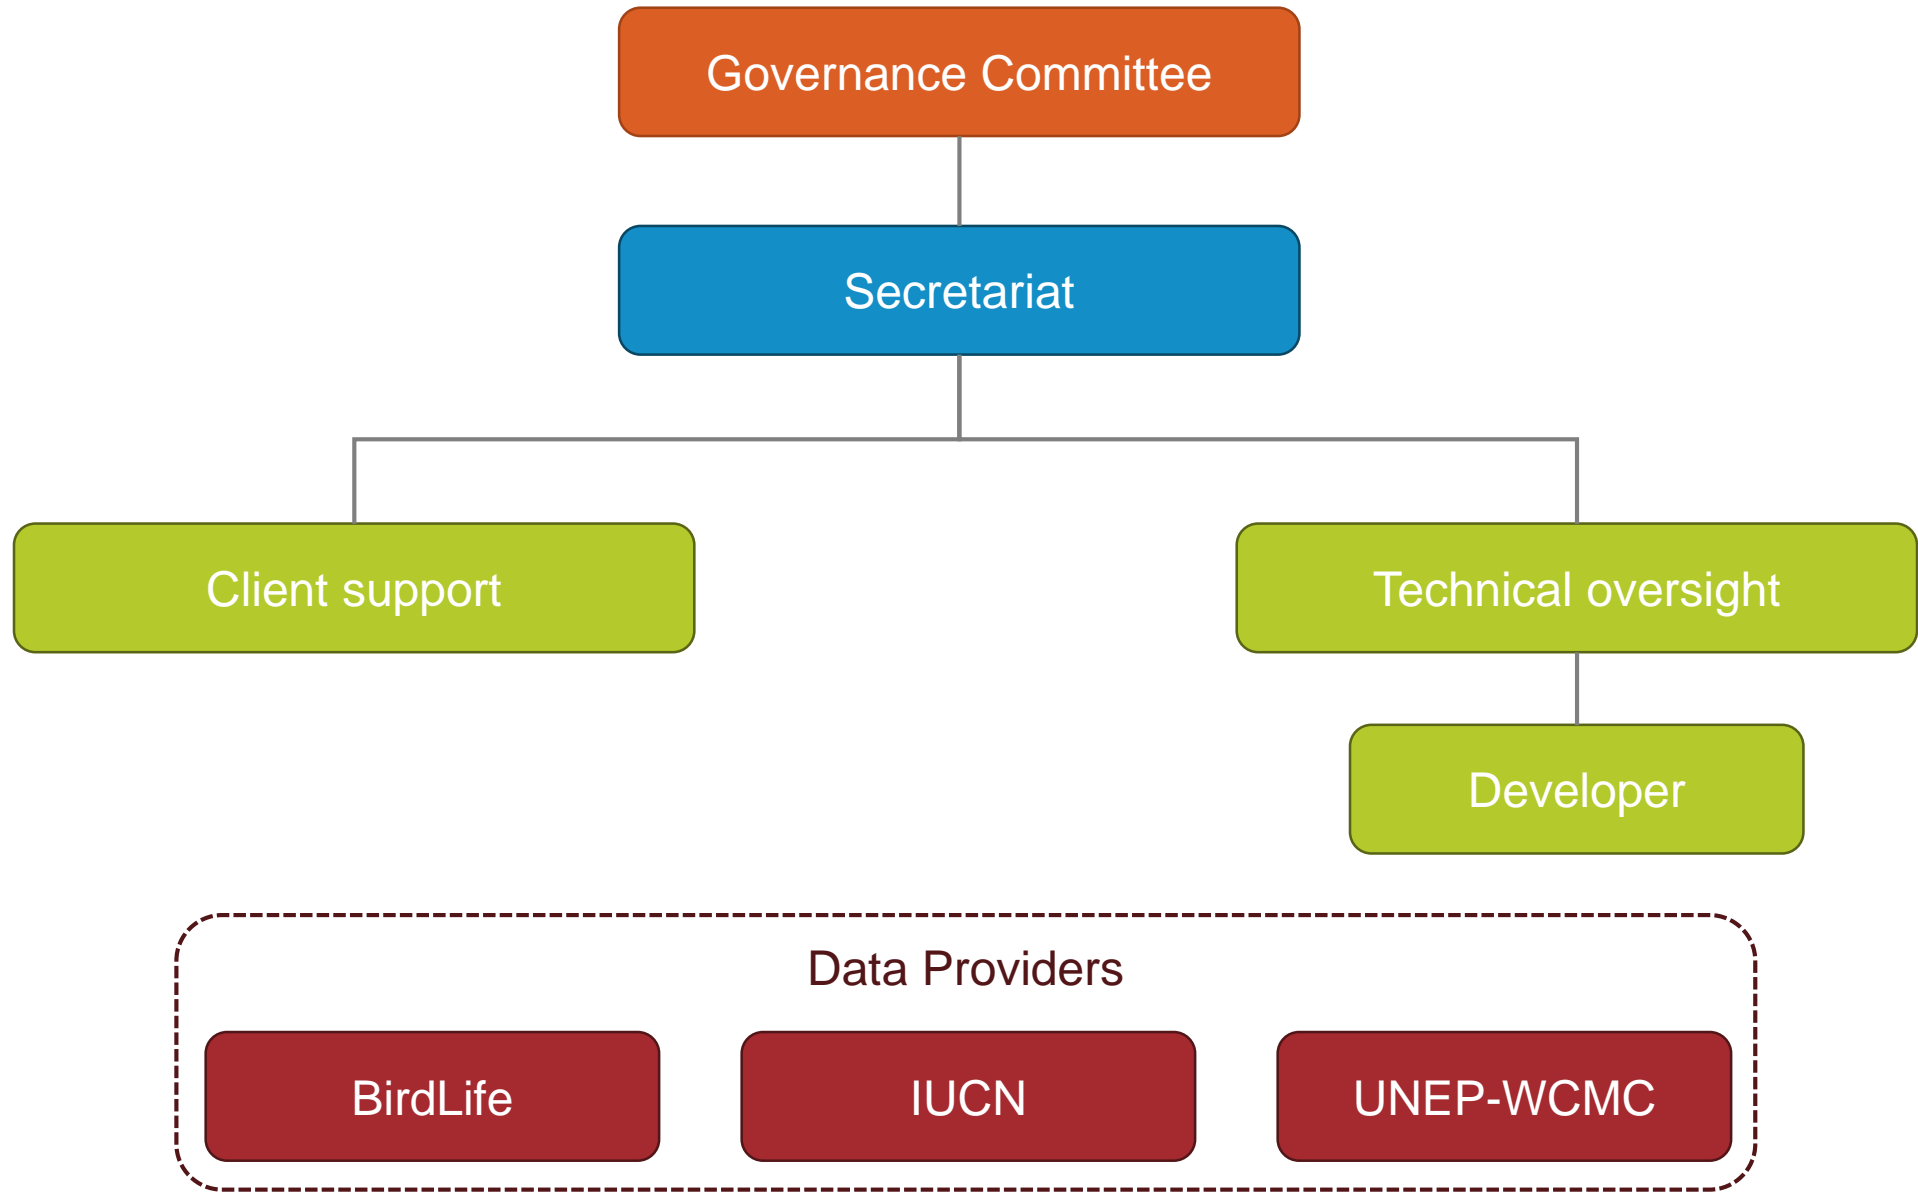 Governance Committee
Secretariat
Client support
Technical oversight
Developer
Data Providers
BirdLife
IUCN
UNEP-WCMC